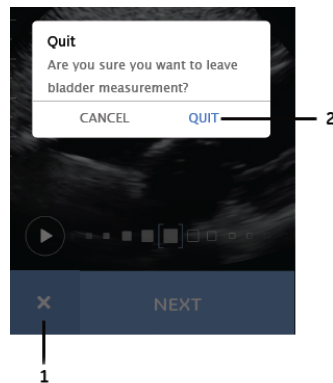 Quit
Are you sure you want to leave
bladder measurement?
CANCEL QUIT 2
× NEXT
1